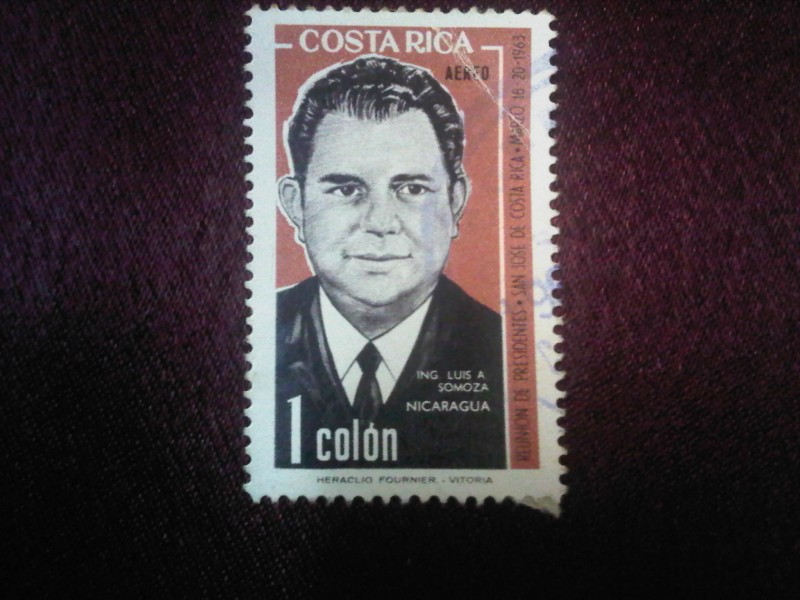 COSTA RICA
AEREO
REUNION DE PRESIDENTES • SAN JOSE DE COSTA RICA • MARZO 18-20-1963
ING LUIS A.
SOMOZA
NICARAGUA
1 colón
HERACLIO FOURNIER. - VITORIA